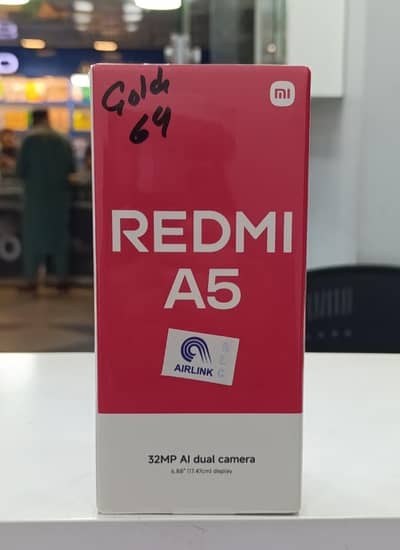 Gold
64
mi
REDMI
A5
AIRLINK
32MP AI dual camera
6.88" (17.47cm) display